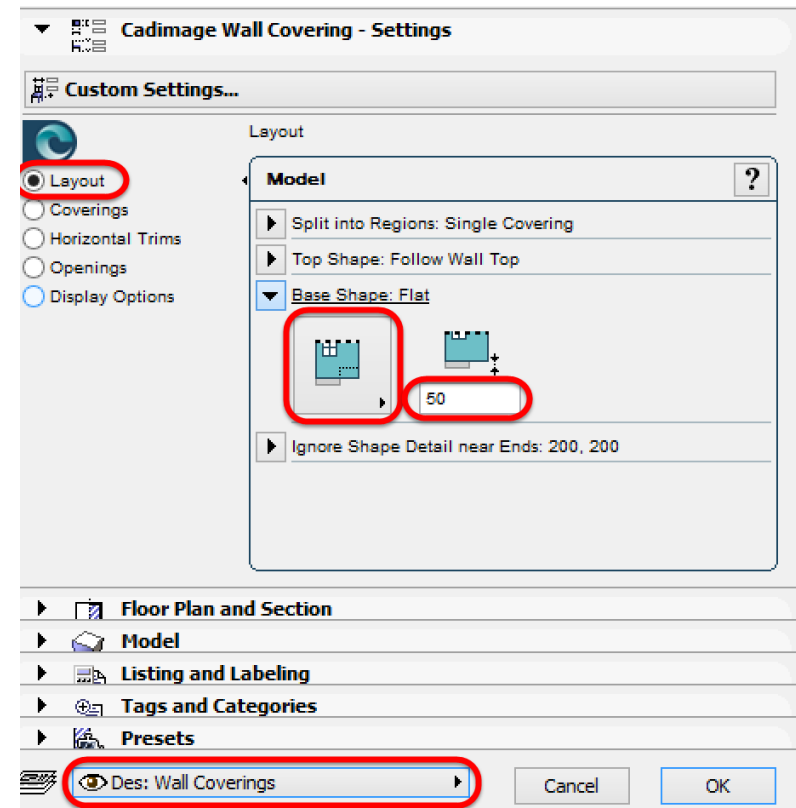 Cadimage Wall Covering - Settings
Custom Settings...
Layout
Layout
Coverings
Horizontal Trims
Openings
Display Options
Model ?
Split into Regions: Single Covering
Top Shape: Follow Wall Top
Base Shape: Flat
50
Ignore Shape Detail near Ends: 200, 200
Floor Plan and Section
Model
Listing and Labeling
Tags and Categories
Presets
Des: Wall Coverings
Cancel
OK